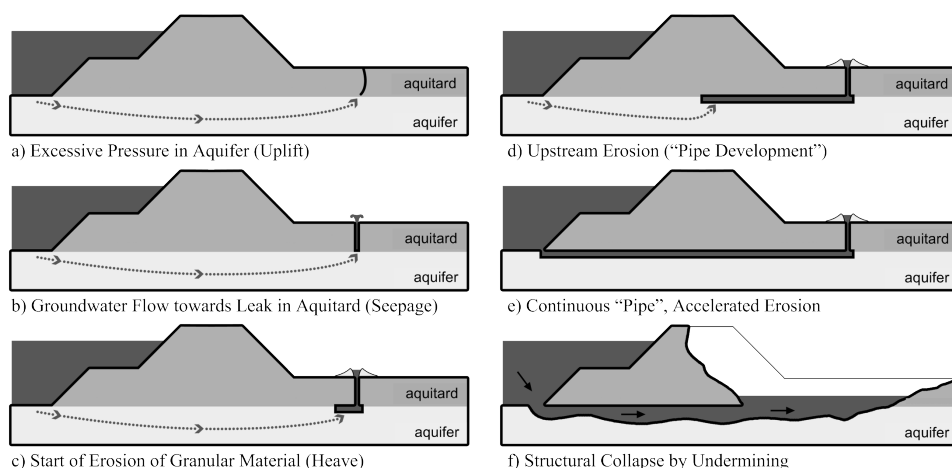 aquitard
aquifer
a) Excessive Pressure in Aquifer (Uplift)
aquitard
aquifer
b) Groundwater Flow towards Leak in Aquitard (Seepage)
aquitard
aquifer
c) Start of Erosion of Granular Material (Heave)
aquitard
aquifer
d) Upstream Erosion (“Pipe Development”)
aquitard
aquifer
e) Continuous “Pipe”, Accelerated Erosion
aquifer
f) Structural Collapse by Undermining